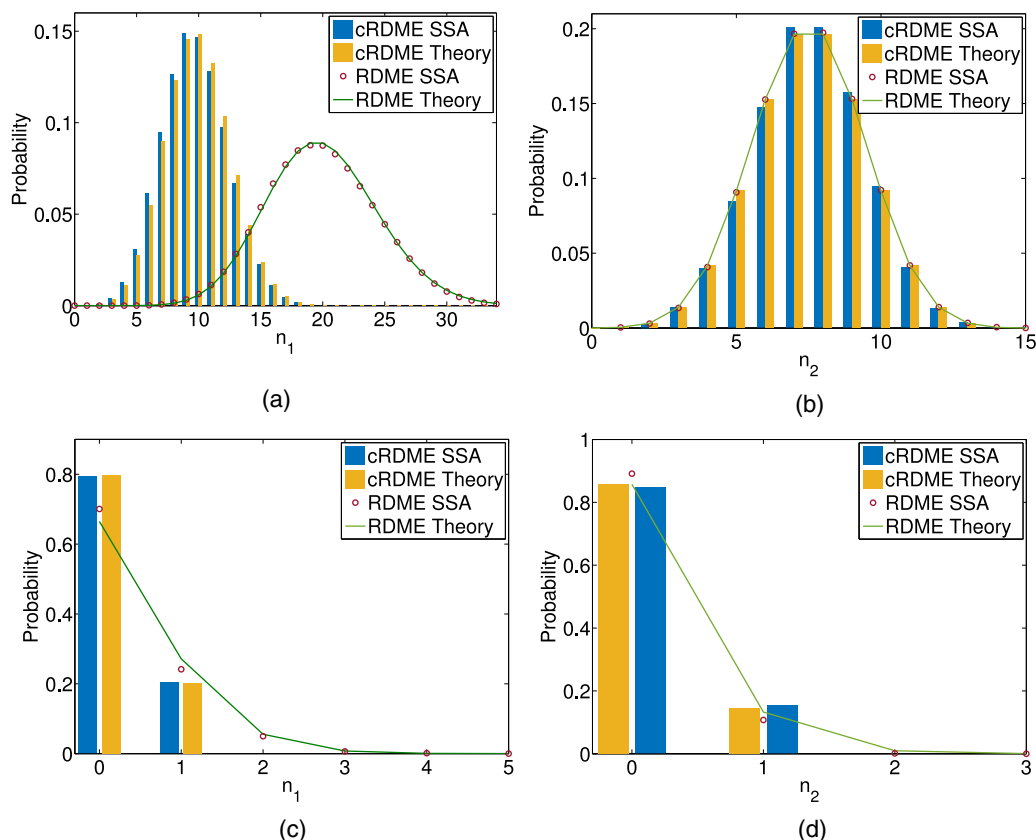 0.15
0.1
0.05
0
Probability
cRDME SSA
cRDME Theory
RDME SSA
RDME Theory
0 5 10 15 20 25 30
n1
(a)
0.2
0.15
0.1
0.05
0
Probability
cRDME SSA
cRDME Theory
RDME SSA
RDME Theory
0 5 10 15
n2
(b)
0.8
0.6
0.4
0.2
0
Probability
cRDME SSA
cRDME Theory
RDME SSA
RDME Theory
0 1 2 3 4 5
n1
(c)
1
0.8
0.6
0.4
0.2
0
Probability
cRDME SSA
cRDME Theory
RDME SSA
RDME Theory
0 1 2 3
n2
(d)